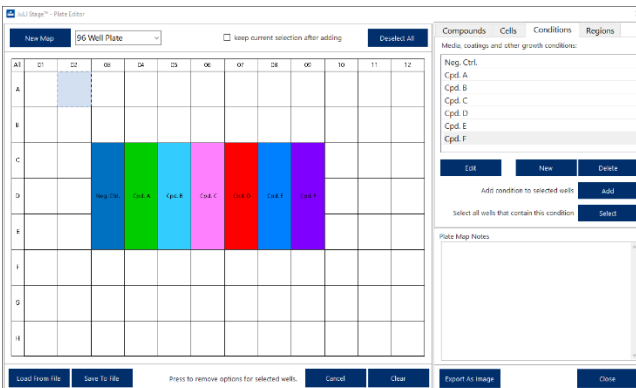 JuLI Stage™ - Plate Editor
New Map 96 Well Plate keep current selection after adding Deselect All
All 01 02 03 04 05 06 07 08 09 10 11 12
A
B
C
D Neg. Ctrl. Cpd. A Cpd. B Cpd. C Cpd. D Cpd. E Cpd. F
E
F
G
H
Load From File Save To File Press to remove options for selected wells. Cancel Clear
Compounds Cells Conditions Regions
Media, coatings and other growth conditions:
Neg. Ctrl.
Cpd. A
Cpd. B
Cpd. C
Cpd. D
Cpd. E
Cpd. F
Edit New Delete
Add condition to selected wells Add
Select all wells that contain this condition Select
Plate Map Notes
Export As Image Close